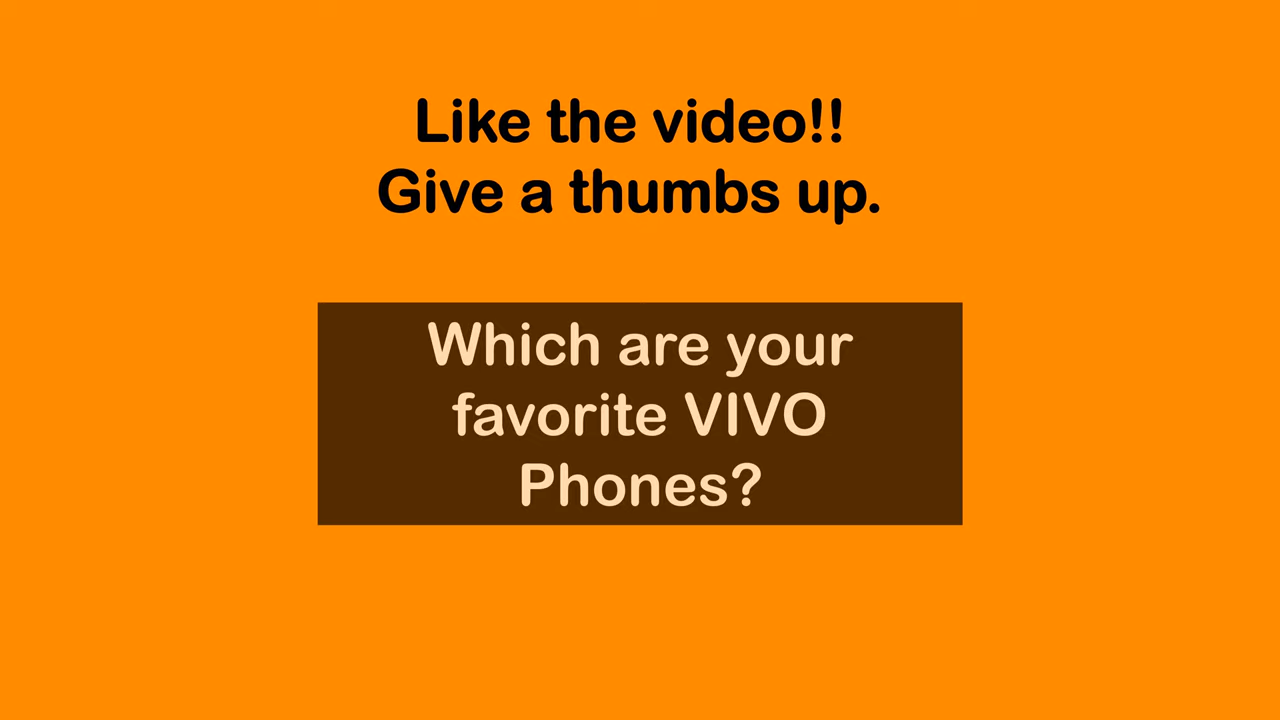 Like the video!!
Give a thumbs up.
Which are your
favorite VIVO
Phones?